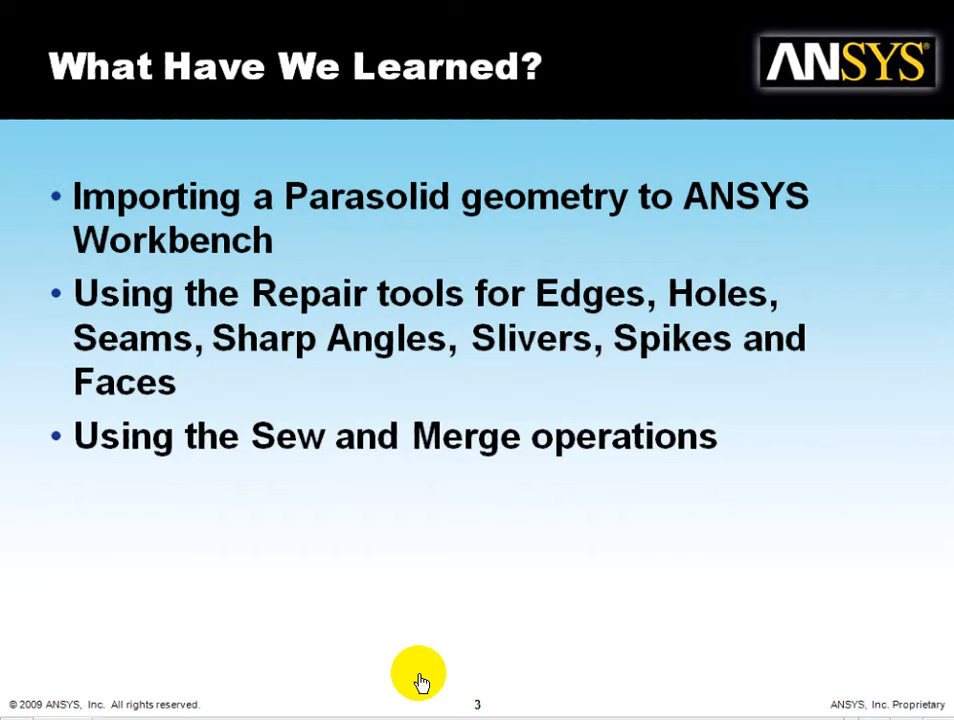 What Have We Learned?
ANSYS®
• Importing a Parasolid geometry to ANSYS
Workbench
• Using the Repair tools for Edges, Holes,
Seams, Sharp Angles, Slivers, Spikes and
Faces
• Using the Sew and Merge operations
© 2009 ANSYS, Inc. All rights reserved.
3
ANSYS, Inc. Proprietary